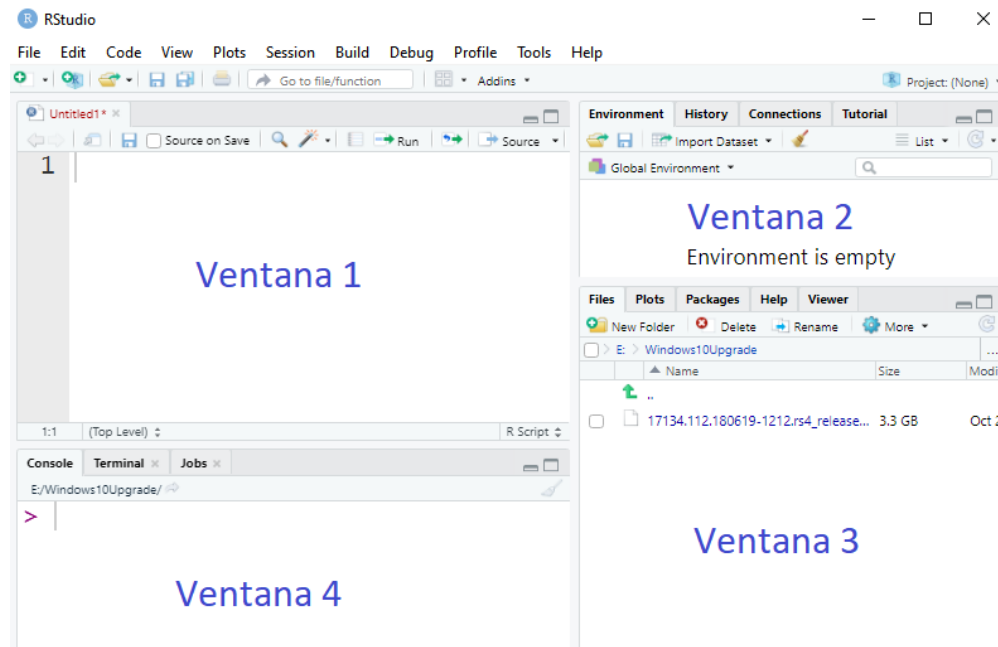 RStudio
File Edit Code View Plots Session Build Debug Profile Tools Help
Go to file/function Addins Project: (None)
Untitled1*
Source on Save Run Source
1
Ventana 1
1:1 (Top Level) R Script
Console Terminal Jobs
E:/Windows10Upgrade/
>
Ventana 4
Environment History Connections Tutorial
Import Dataset List
Global Environment
Ventana 2
Environment is empty
Files Plots Packages Help Viewer
New Folder Delete Rename More
E: Windows10Upgrade ...
Name Size Modi
..
17134.112.180619-1212.rs4_release... 3.3 GB Oct 2
Ventana 3